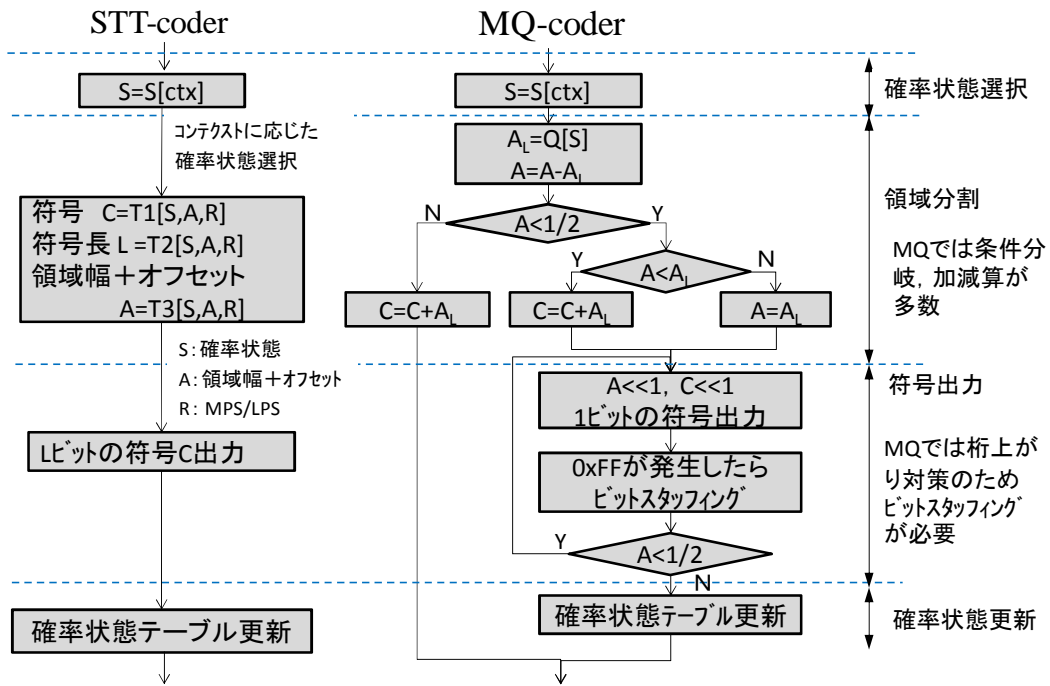 STT-coder
S=S[ctx]
コンテクストに応じた
確率状態選択
符号 C=T1[S,A,R]
符号長 L =T2[S,A,R]
領域幅＋オフセット
A=T3[S,A,R]
S: 確率状態
A: 領域幅＋オフセット
R: MPS/LPS
Lビットの符号C出力
確率状態テーブル更新
MQ-coder
S=S[ctx]
AL=Q[S]
A=A-AL
N
A<1/2
Y
Y
A<AL
N
C=C+AL
C=C+AL
A=AL
A<<1, C<<1
1ビットの符号出力
0xFFが発生したら
ビットスタッフィング
Y
A<1/2
N
確率状態テーブル更新
確率状態選択
領域分割
MQでは条件分
岐，加減算が
多数
符号出力
MQでは桁上が
り対策のため
ビットスタッフィング
が必要
確率状態更新